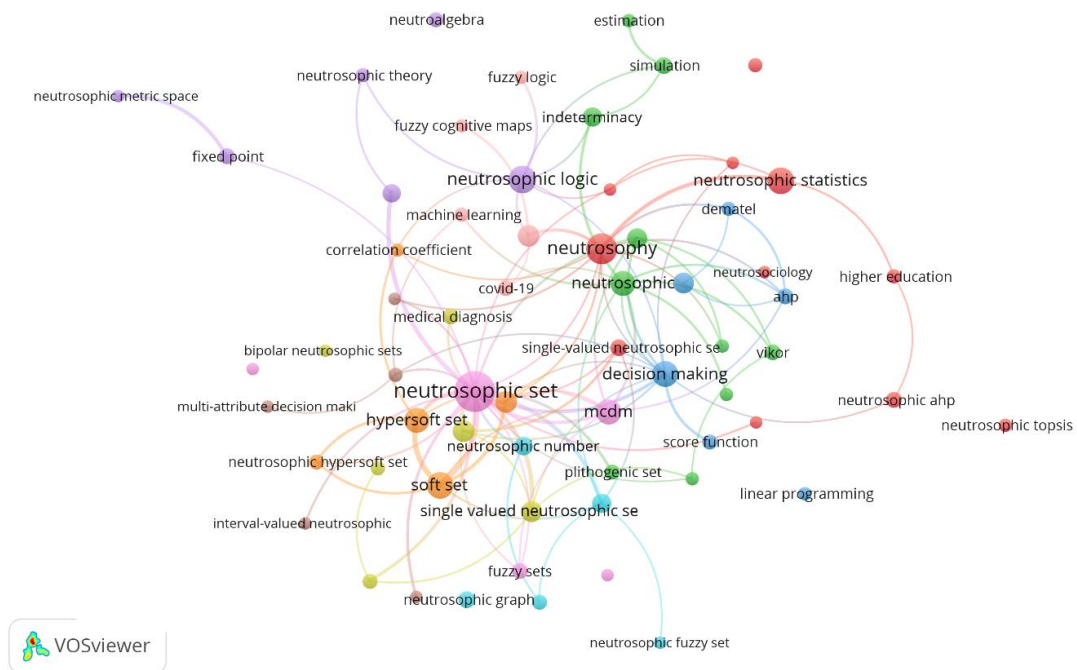 neutroalgebra
estimation
simulation
neutrosophic theory
fuzzy logic
neutrosophic metric space
indeterminacy
fuzzy cognitive maps
fixed point
neutrosophic logic
neutrosophic statistics
dematel
machine learning
correlation coefficient
neutrosophy
neutrosociology
higher education
neutrosophic
covid-19
ahp
medical diagnosis
bipolar neutrosophic sets
single-valued neutrosophic se
vikor
decision making
neutrosophic set
multi-attribute decision maki
mcdm
neutrosophic ahp
hypersoft set
neutrosophic topsis
neutrosophic number
score function
neutrosophic hypersoft set
plithogenic set
soft set
linear programming
single valued neutrosophic se
interval-valued neutrosophic
fuzzy sets
neutrosophic graph
neutrosophic fuzzy set
VOSviewer